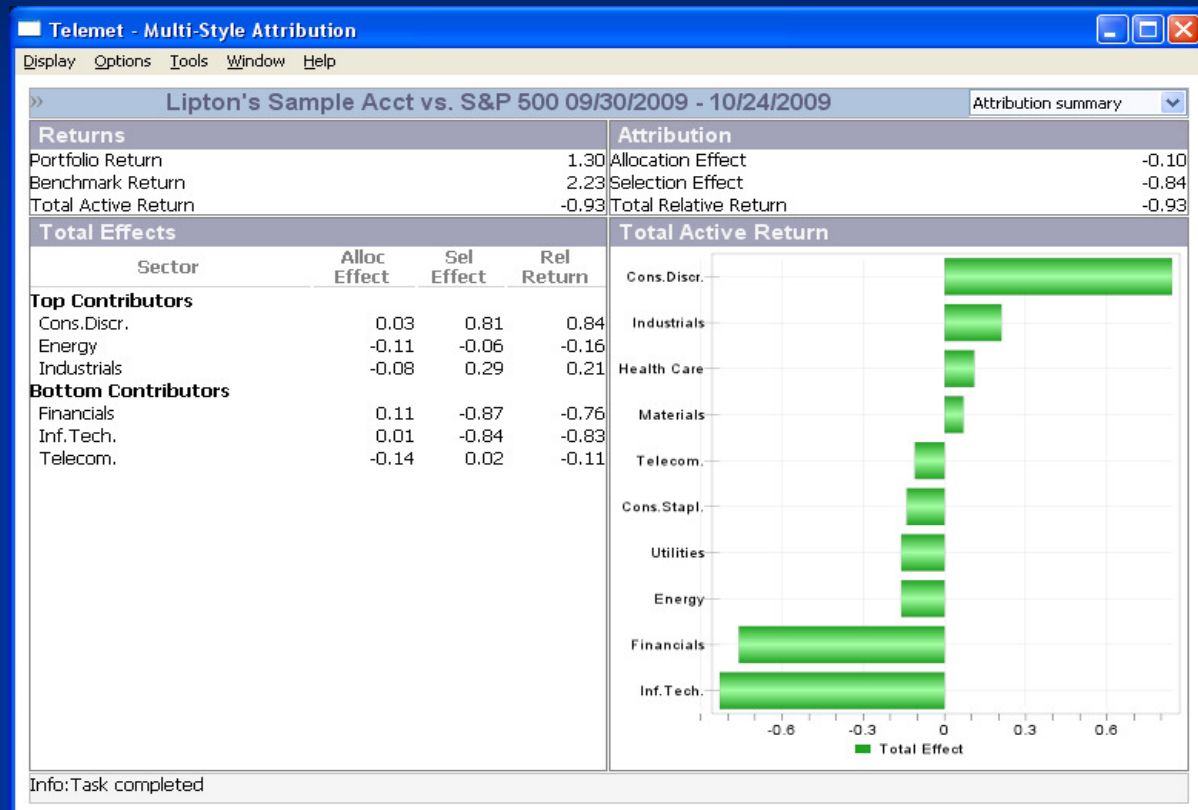 Telemet - Multi-Style Attribution
Display Options Tools Window Help
» Lipton's Sample Acct vs. S&P 500 09/30/2009 - 10/24/2009 Attribution summary
Returns
Portfolio Return 1.30
Benchmark Return 2.23
Total Active Return -0.93
Attribution
Allocation Effect -0.10
Selection Effect -0.84
Total Relative Return -0.93
Total Effects
Sector Alloc Effect Sel Effect Rel Return
Top Contributors
Cons.Discr. 0.03 0.81 0.84
Energy -0.11 -0.06 -0.16
Industrials -0.08 0.29 0.21
Bottom Contributors
Financials 0.11 -0.87 -0.76
Inf.Tech. 0.01 -0.84 -0.83
Telecom. -0.14 0.02 -0.11
Total Active Return
Cons.Discr.
Industrials
Health Care
Materials
Telecom.
Cons.Stapl.
Utilities
Energy
Financials
Inf.Tech.
-0.6 -0.3 0 0.3 0.6
Total Effect
Info:Task completed